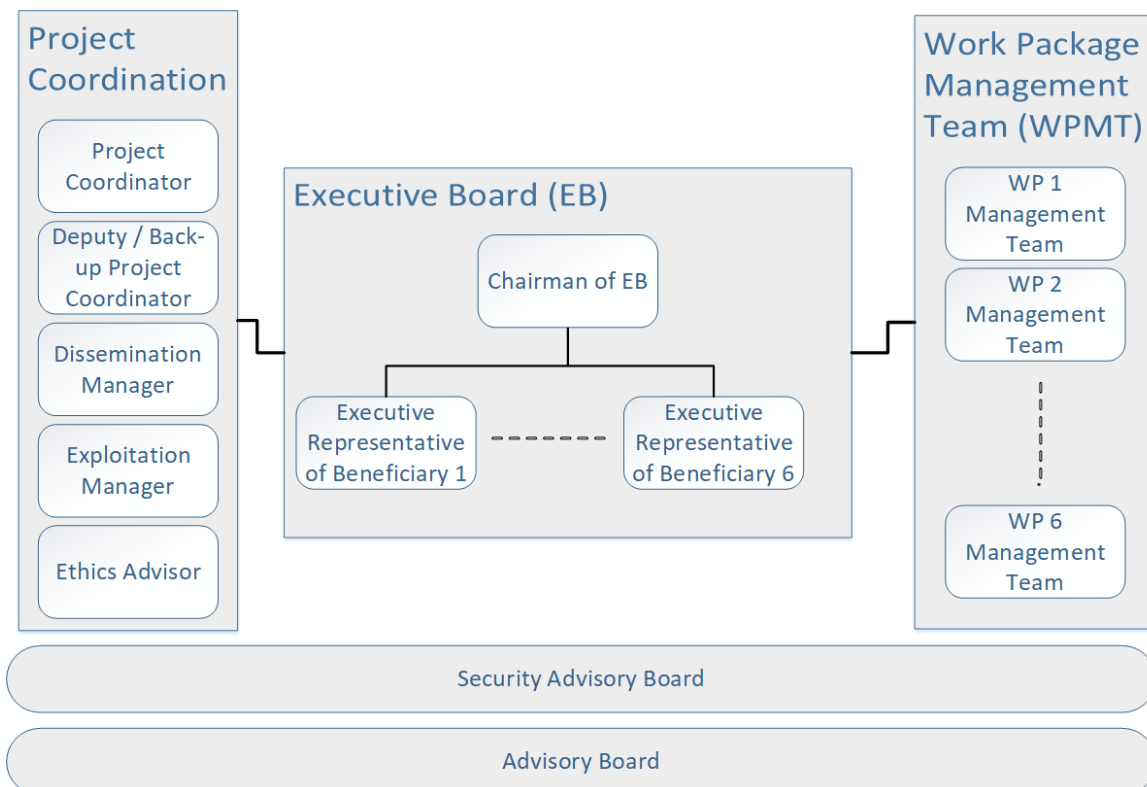 Project
Coordination
Project
Coordinator
Deputy / Back-
up Project
Coordinator
Dissemination
Manager
Exploitation
Manager
Ethics Advisor
Executive Board (EB)
Chairman of EB
Executive
Representative
of Beneficiary 1
Executive
Representative
of Beneficiary 6
Work Package
Management
Team (WPMT)
WP 1
Management
Team
WP 2
Management
Team
WP 6
Management
Team
Security Advisory Board
Advisory Board